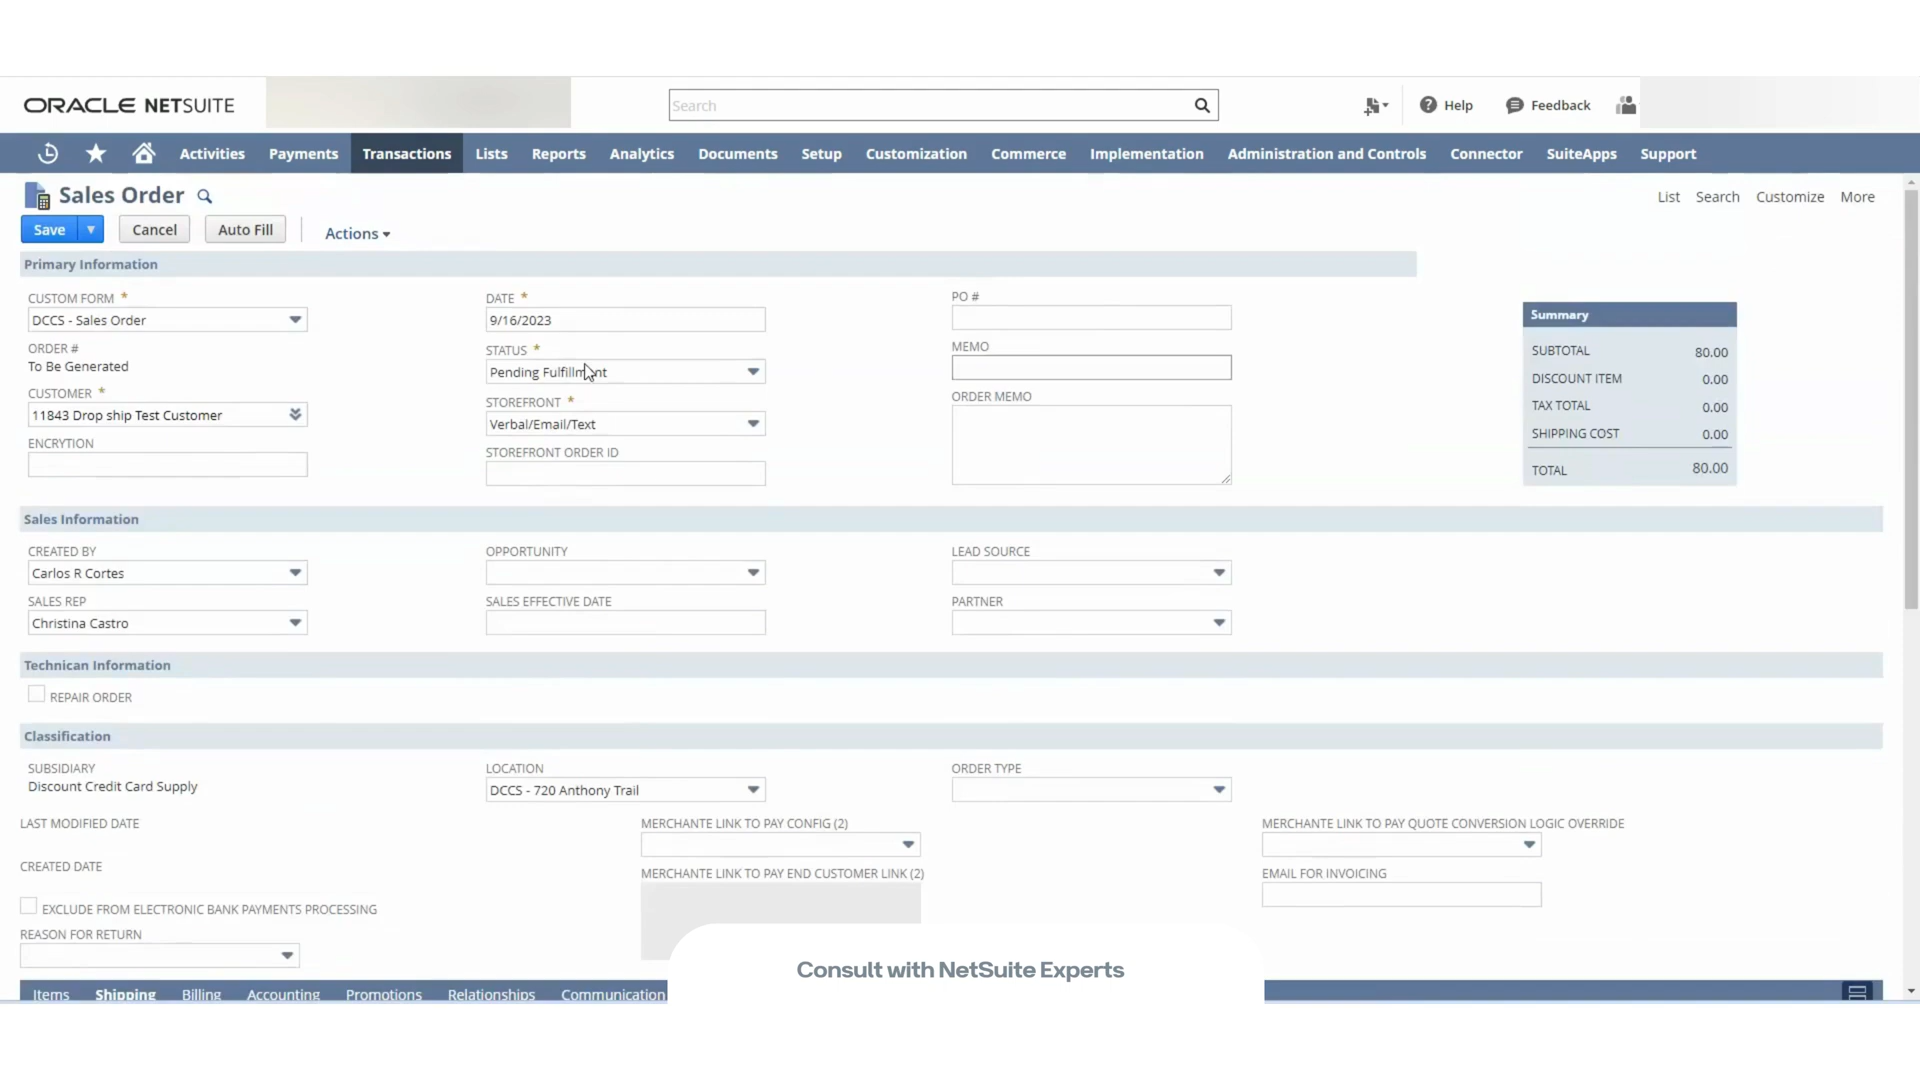 ORACLE NETSUITE
Search
Help
Feedback
Activities Payments Transactions Lists Reports Analytics Documents Setup Customization Commerce Implementation Administration and Controls Connector SuiteApps Support
Sales Order
List Search Customize More
Save Cancel Auto Fill Actions
Primary Information
CUSTOM FORM *
DCCS - Sales Order
ORDER #
To Be Generated
CUSTOMER *
11843 Drop ship Test Customer
ENCRYTION
DATE *
9/16/2023
STATUS *
Pending Fulfillment
STOREFRONT *
Verbal/Email/Text
STOREFRONT ORDER ID
PO #
MEMO
ORDER MEMO
Summary
SUBTOTAL 80.00
DISCOUNT ITEM 0.00
TAX TOTAL 0.00
SHIPPING COST 0.00
TOTAL 80.00
Sales Information
CREATED BY
Carlos R Cortes
SALES REP
Christina Castro
OPPORTUNITY
SALES EFFECTIVE DATE
LEAD SOURCE
PARTNER
Technican Information
REPAIR ORDER
Classification
SUBSIDIARY
Discount Credit Card Supply
LOCATION
DCCS - 720 Anthony Trail
ORDER TYPE
LAST MODIFIED DATE
CREATED DATE
EXCLUDE FROM ELECTRONIC BANK PAYMENTS PROCESSING
REASON FOR RETURN
MERCHANTE LINK TO PAY CONFIG (2)
MERCHANTE LINK TO PAY END CUSTOMER LINK (2)
MERCHANTE LINK TO PAY QUOTE CONVERSION LOGIC OVERRIDE
EMAIL FOR INVOICING
Items Shipping Billing Accounting Promotions Relationships Communication
Consult with NetSuite Experts